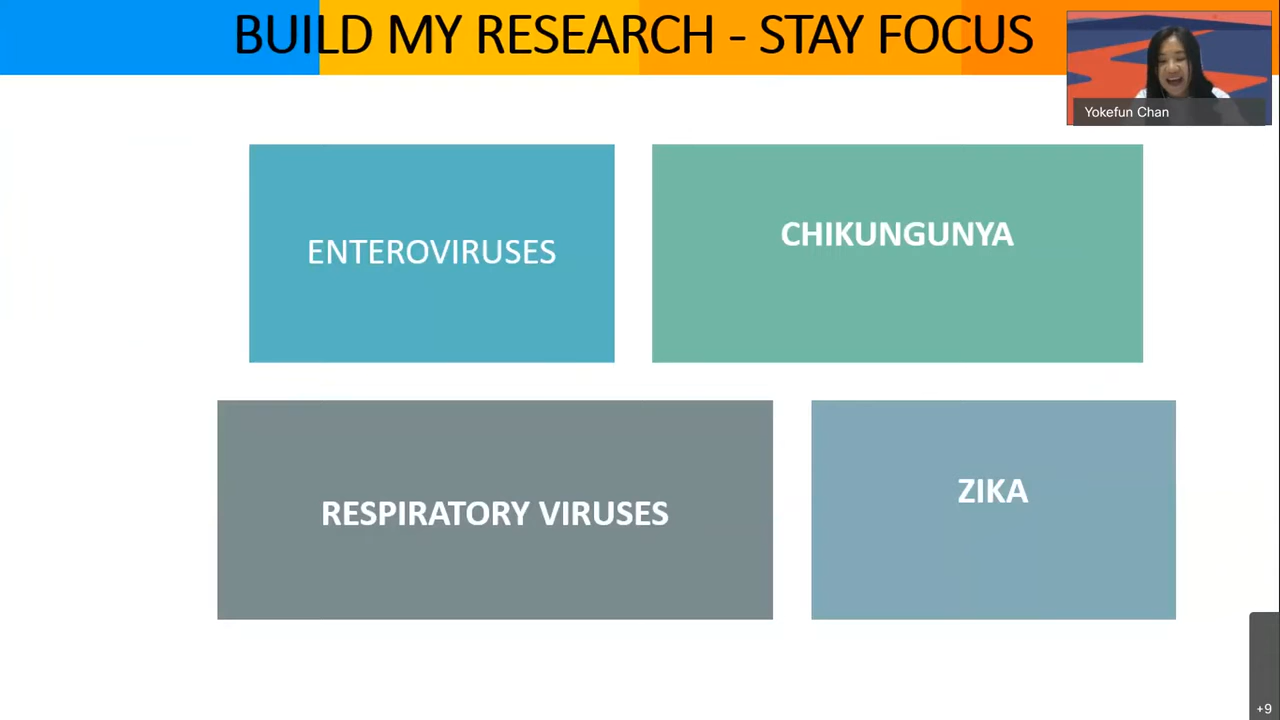 BUILD MY RESEARCH - STAY FOCUS
Yokefun Chan
ENTEROVIRUSES
CHIKUNGUNYA
RESPIRATORY VIRUSES
ZIKA
+9